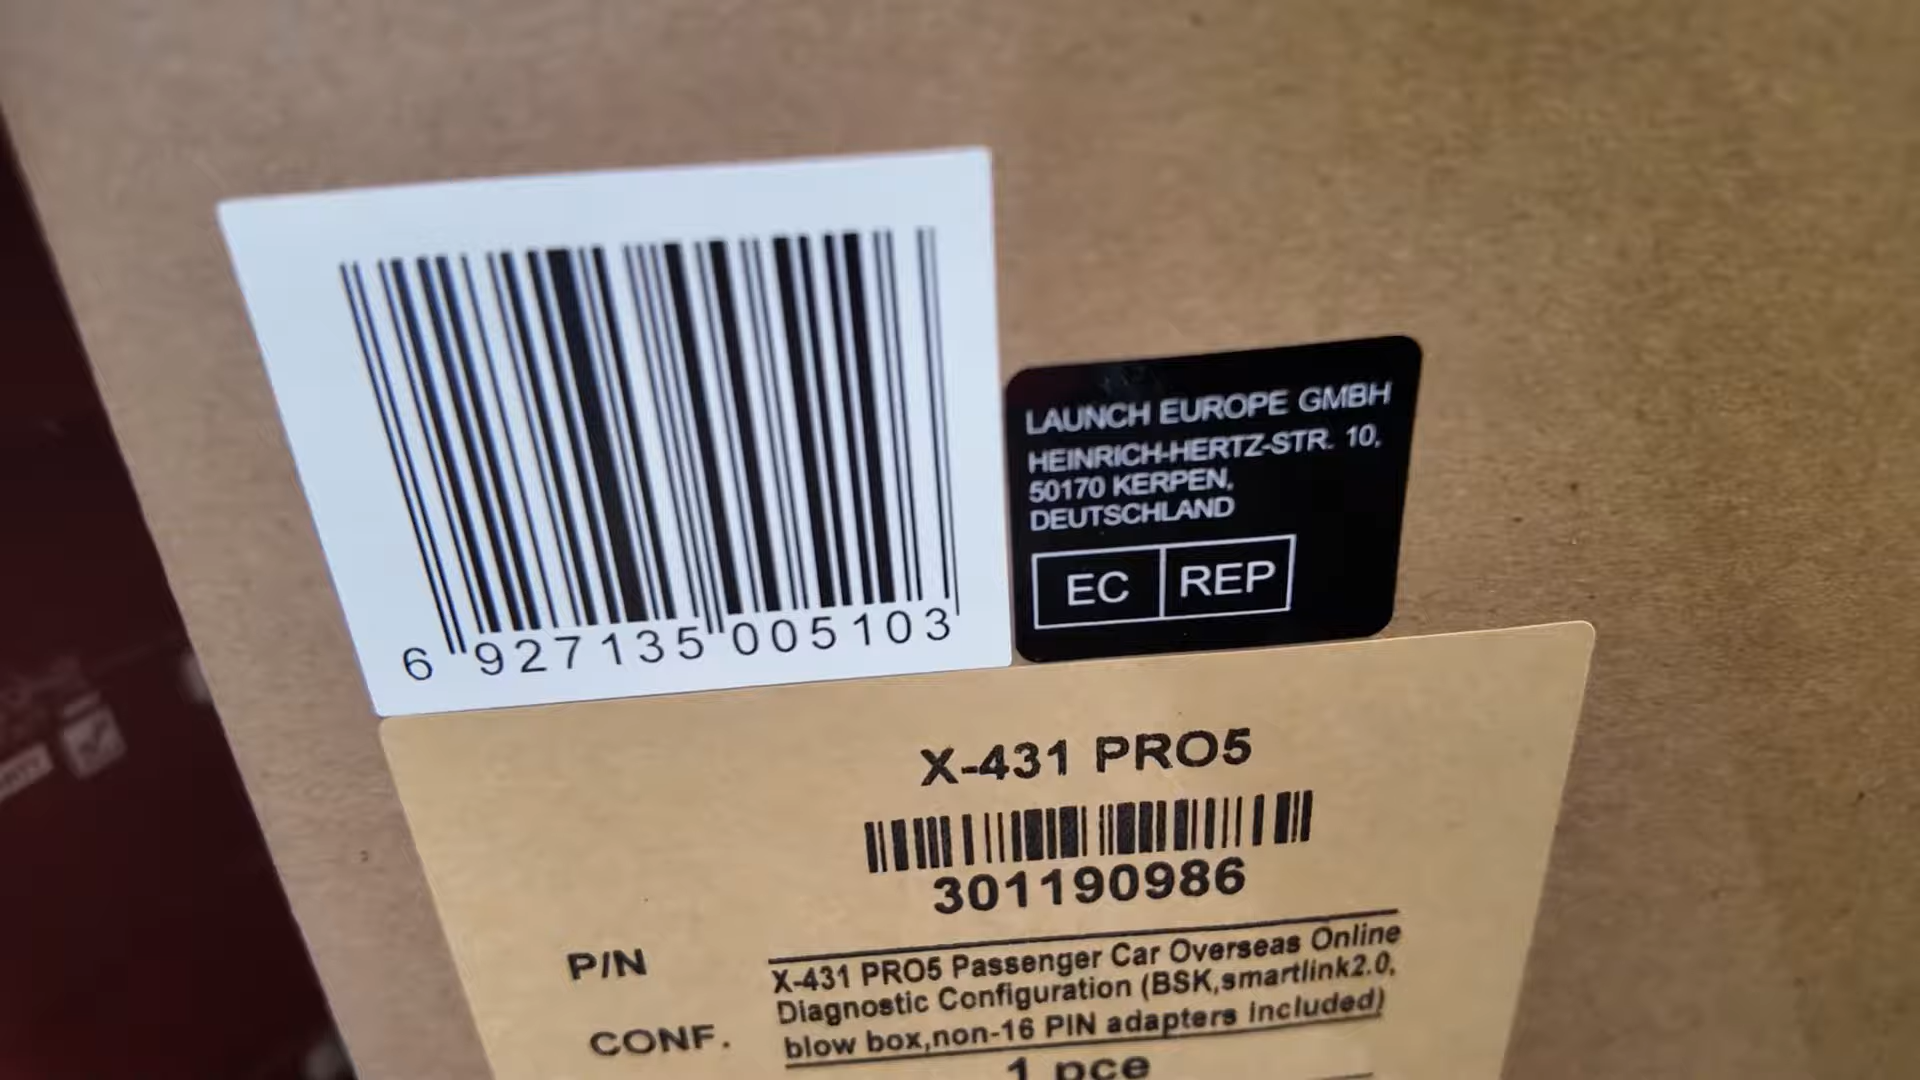 6 927135 005103
LAUNCH EUROPE GMBH
HEINRICH-HERTZ-STR. 10,
50170 KERPEN,
DEUTSCHLAND
EC REP
X-431 PRO5
301190986
P/N
X-431 PRO5 Passenger Car Overseas Online
Diagnostic Configuration (BSK,smartlink2.0,
blow box,non-16 PIN adapters included)
CONF.
1 pce